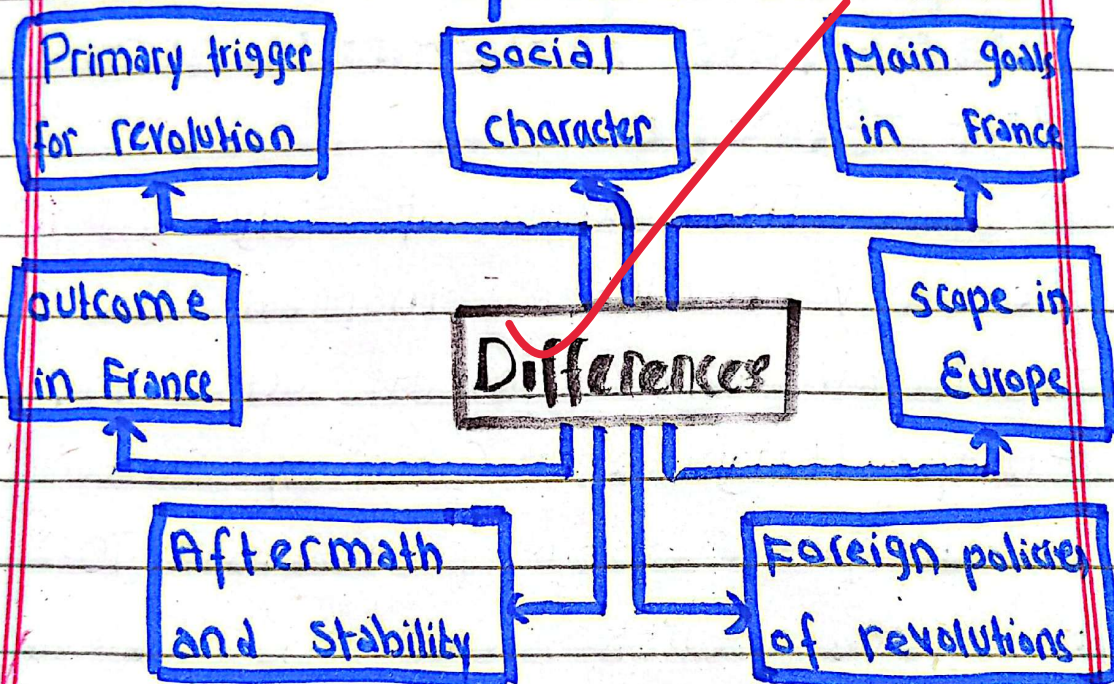 Primary trigger
for revolution
Social
character
Main goals
in France
outcome
in France
Differences
scope in
Europe
Aftermath
and stability
Foreign policies
of revolutions